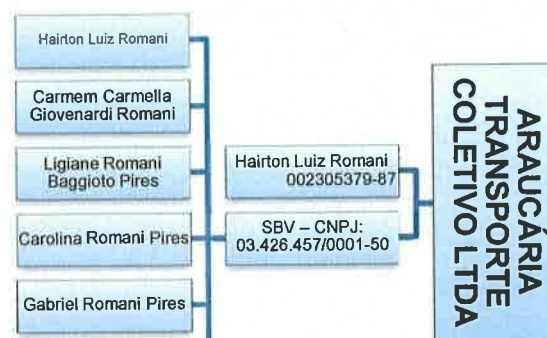 Hairton Luiz Romani
Carmem Carmella
Giovenardi Romani
Ligiane Romani
Baggioto Pires
Carolina Romani Pires
Gabriel Romani Pires
Hairton Luiz Romani
002305379-87
SBV – CNPJ:
03.426.457/0001-50
ARAUCÁRIA
TRANSPORTE
COLETIVO LTDA